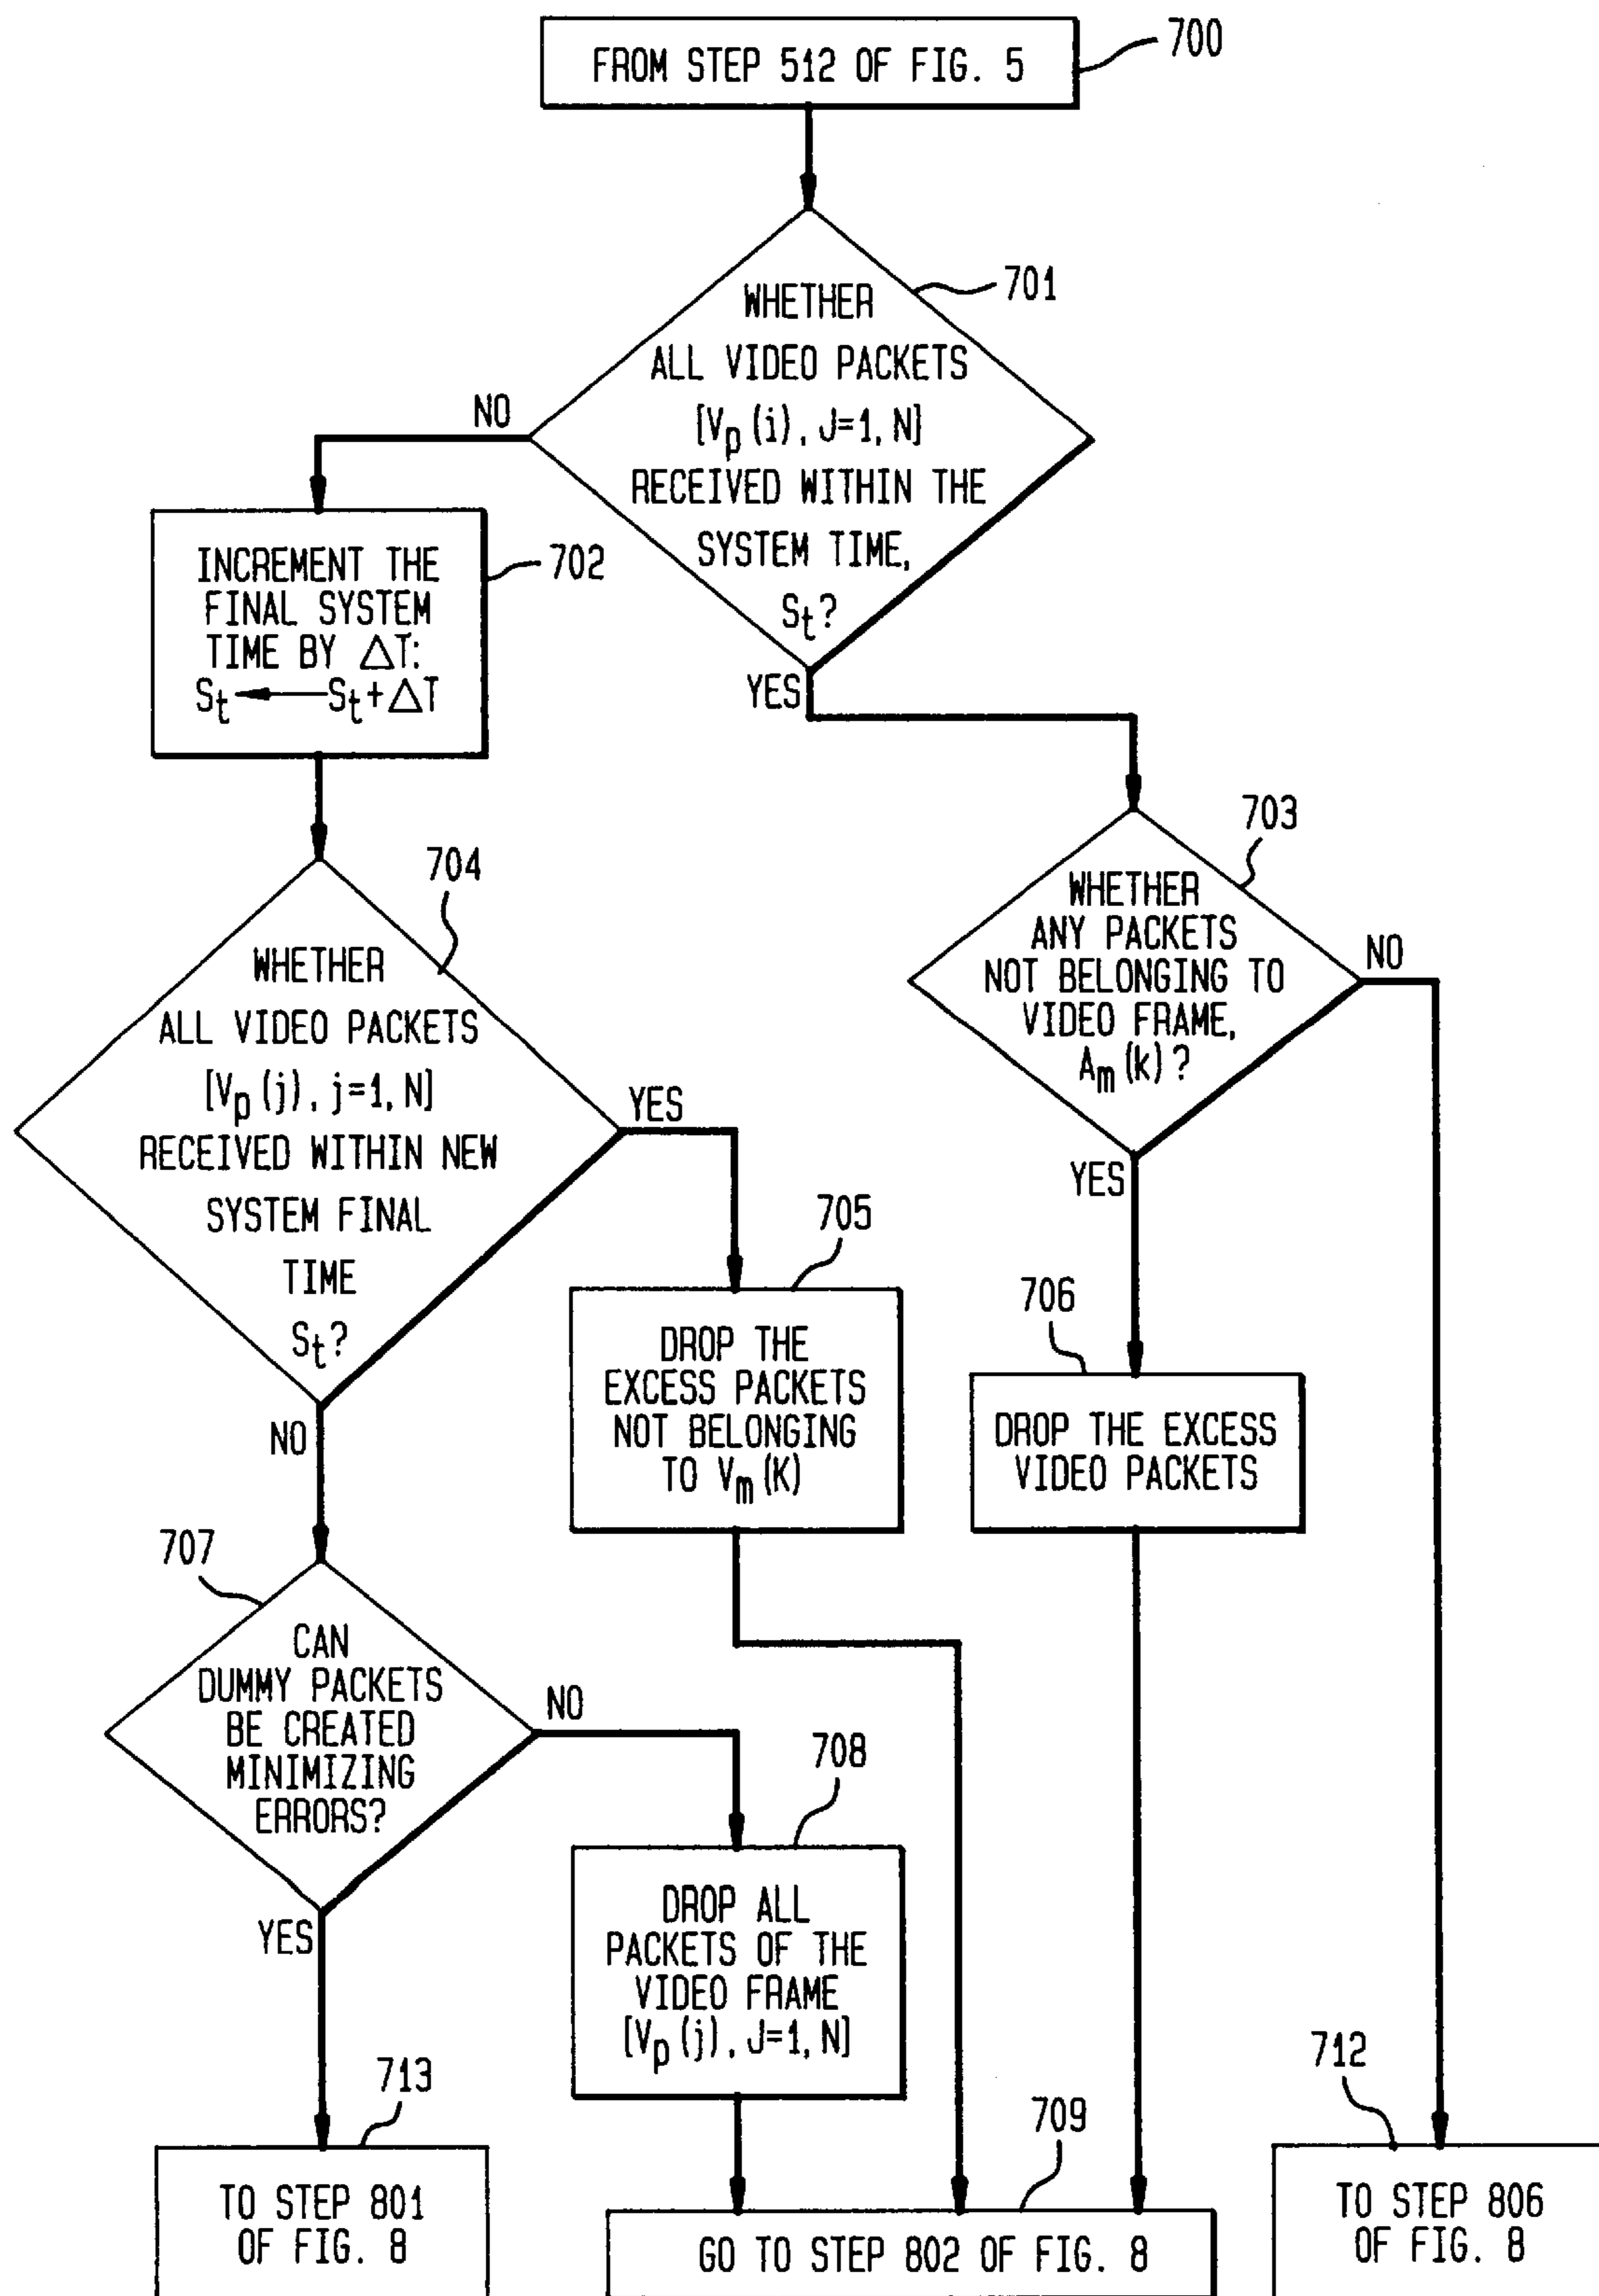 FROM STEP 512 OF FIG. 5
700
WHETHER
ALL VIDEO PACKETS
[Vp (i), J=1, N]
RECEIVED WITHIN THE
SYSTEM TIME,
St?
701
NO
YES
INCREMENT THE
FINAL SYSTEM
TIME BY ΔT:
St ← St+ΔT
702
WHETHER
ANY PACKETS
NOT BELONGING TO
VIDEO FRAME,
Am (k) ?
703
NO
YES
WHETHER
ALL VIDEO PACKETS
[Vp (j), j=1, N]
RECEIVED WITHIN NEW
SYSTEM FINAL
TIME
St?
704
YES
NO
DROP THE
EXCESS PACKETS
NOT BELONGING
TO Vm (K)
705
DROP THE EXCESS
VIDEO PACKETS
706
CAN
DUMMY PACKETS
BE CREATED
MINIMIZING
ERRORS?
707
NO
YES
DROP ALL
PACKETS OF THE
VIDEO FRAME
[Vp (j), J=1, N]
708
TO STEP 801
OF FIG. 8
713
GO TO STEP 802 OF FIG. 8
709
TO STEP 806
OF FIG. 8
712